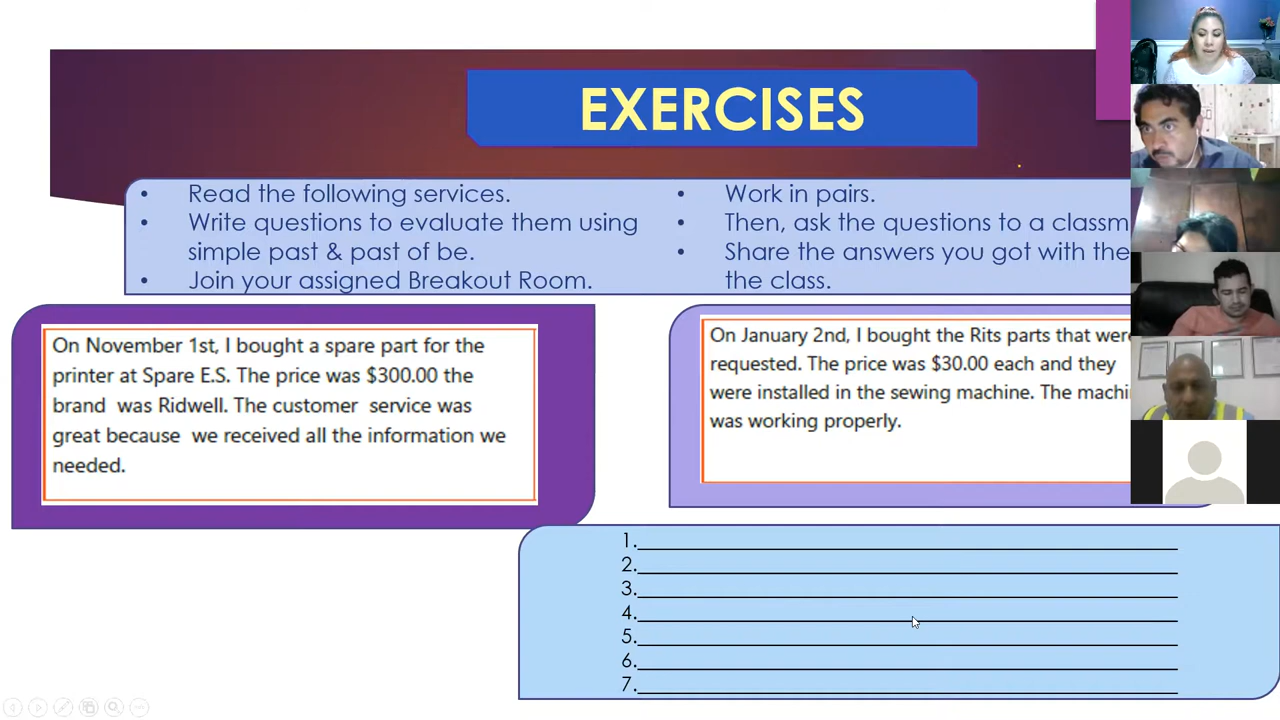 EXERCISES
• Read the following services.
• Write questions to evaluate them using
simple past & past of be.
• Join your assigned Breakout Room.
• Work in pairs.
• Then, ask the questions to a
• Share the answers you got with
the class.
On November 1st, I bought a spare part for the
printer at Spare E.S. The price was $300.00 the
brand was Ridwell. The customer service was
great because we received all the information we
needed.
On January 2nd, I bought the Rits parts that were
requested. The price was $30.00 each and they
were installed in the sewing machine. The
was working properly.
1.
2.
3.
4.
5.
6.
7.